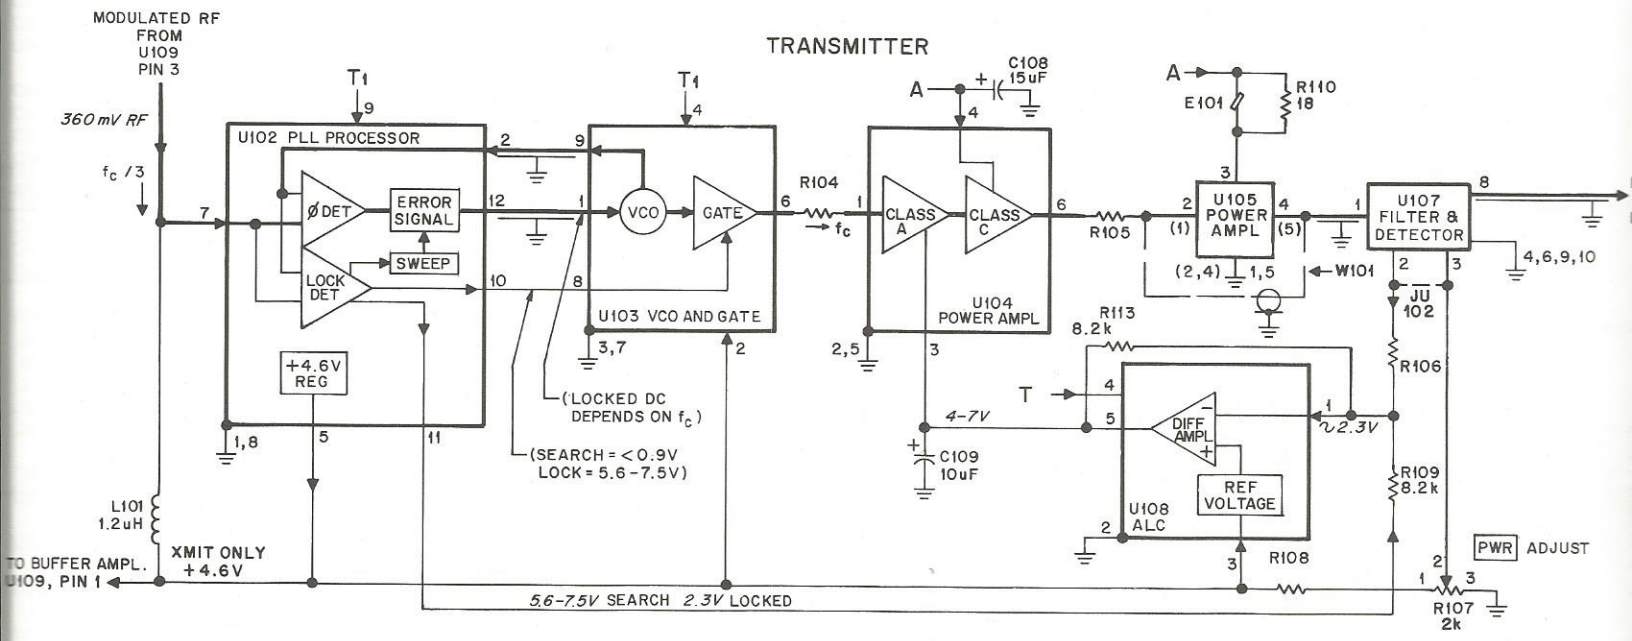 TRANSMITTER
MODULATED RF
FROM
U109
PIN 3
360mV RF
fc /3
T1
9
U102 PLL PROCESSOR
7
Ø DET
ERROR
SIGNAL
SWEEP
LOCK
DET
+4.6V
REG
1,8
5
11
2
12
10
T1
4
9
1
8
VCO
GATE
6
U103 VCO AND GATE
3,7
2
(LOCKED DC
DEPENDS ON fc)
(SEARCH = <0.9V
LOCK = 5.6-7.5V)
R104
fc
A
C108
+ 15uF
4
1
CLASS
A
CLASS
C
6
U104
POWER AMPL
2,5
3
R105
A
E101
R110
18
3
2
(1)
U105
POWER
AMPL
4
(5)
(2,4)
1,5
W101
1
U107
FILTER &
DETECTOR
8
4,6,9,10
2
3
JU
102
R106
R113
8.2k
T
4
5
4-7V
+
C109
10uF
DIFF
AMPL
-
+
REF
VOLTAGE
U108
ALC
2
1
~2.3V
R109
8.2k
3
R108
PWR ADJUST
1
2
3
R107
2k
L101
1.2uH
XMIT ONLY
+4.6V
TO BUFFER AMPL.
U109, PIN 1
5.6-7.5V SEARCH 2.3V LOCKED